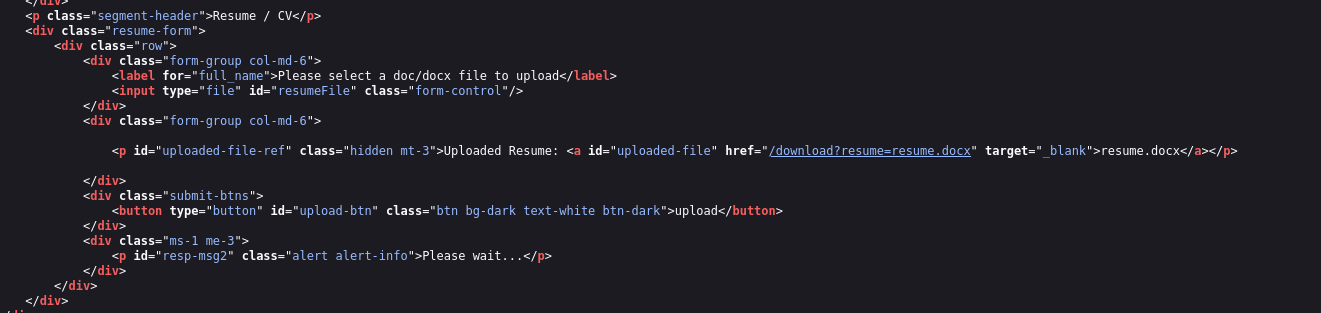 </div>
<p class="segment-header">Resume / CV</p>
<div class="resume-form">
<div class="row">
<div class="form-group col-md-6">
<label for="full_name">Please select a doc/docx file to upload</label>
<input type="file" id="resumeFile" class="form-control"/>
</div>
<div class="form-group col-md-6">
<p id="uploaded-file-ref" class="hidden mt-3">Uploaded Resume: <a id="uploaded-file" href="/download?resume=resume.docx" target="_blank">resume.docx</a></p>
</div>
<div class="submit-btns">
<button type="button" id="upload-btn" class="btn bg-dark text-white btn-dark">upload</button>
</div>
<div class="ms-1 me-3">
<p id="resp-msg2" class="alert alert-info">Please wait...</p>
</div>
</div>
</div>